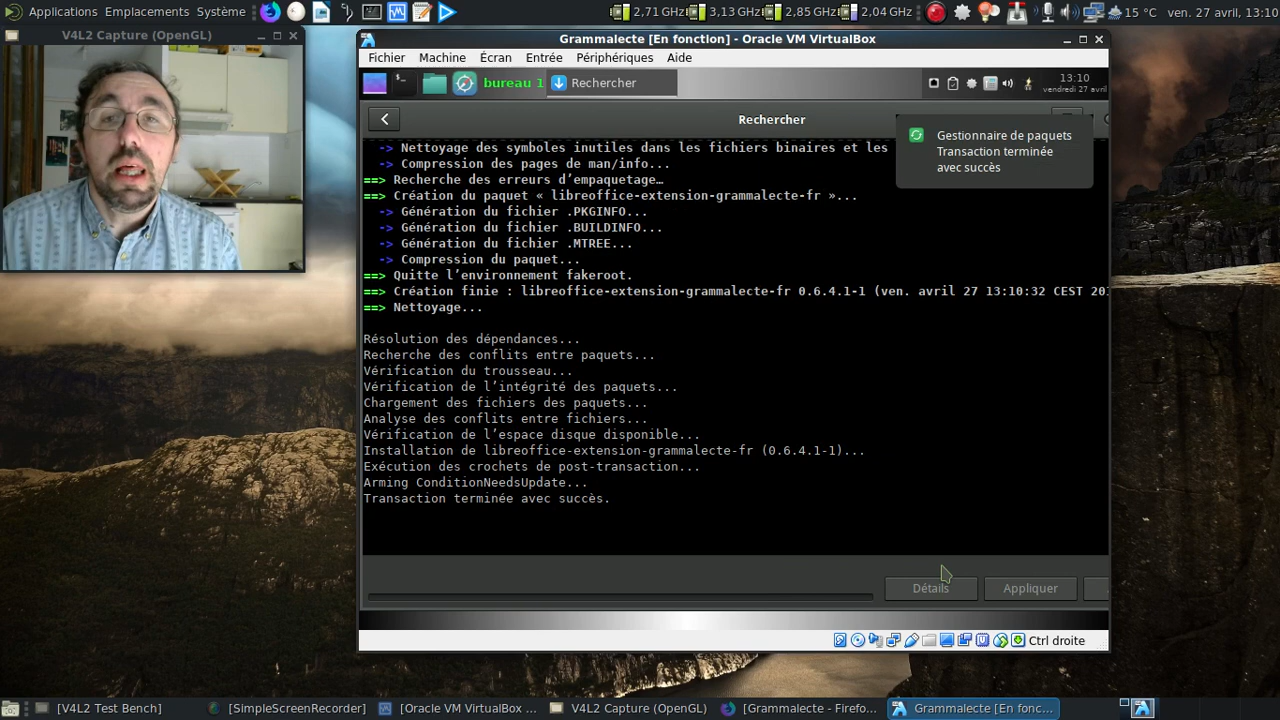 Applications Emplacements Système
2,71 GHz 3,13 GHz 2,85 GHz 2,04 GHz
15 °C ven. 27 avril, 13:10
V4L2 Capture (OpenGL)
Grammalecte [En fonction] - Oracle VM VirtualBox
Fichier Machine Écran Entrée Périphériques Aide
bureau 1 Rechercher
13:10
vendredi 27 avril
Rechercher
Gestionnaire de paquets
Transaction terminée
avec succès
-> Nettoyage des symboles inutiles dans les fichiers binaires et les
-> Compression des pages de man/info...
==> Recherche des erreurs d’empaquetage…
==> Création du paquet « libreoffice-extension-grammalecte-fr »...
-> Génération du fichier .PKGINFO...
-> Génération du fichier .BUILDINFO...
-> Génération du fichier .MTREE...
-> Compression du paquet...
==> Quitte l’environnement fakeroot.
==> Création finie : libreoffice-extension-grammalecte-fr 0.6.4.1-1 (ven. avril 27 13:10:32 CEST 20
==> Nettoyage...
Résolution des dépendances...
Recherche des conflits entre paquets...
Vérification du trousseau...
Vérification de l’intégrité des paquets...
Chargement des fichiers des paquets...
Analyse des conflits entre fichiers...
Vérification de l’espace disque disponible...
Installation de libreoffice-extension-grammalecte-fr (0.6.4.1-1)...
Exécution des crochets de post-transaction...
Arming ConditionNeedsUpdate...
Transaction terminée avec succès.
Détails Appliquer
Ctrl droite
[V4L2 Test Bench] [SimpleScreenRecorder] [Oracle VM VirtualBox ... V4L2 Capture (OpenGL) [Grammalecte - Firefo... Grammalecte [En fonc...